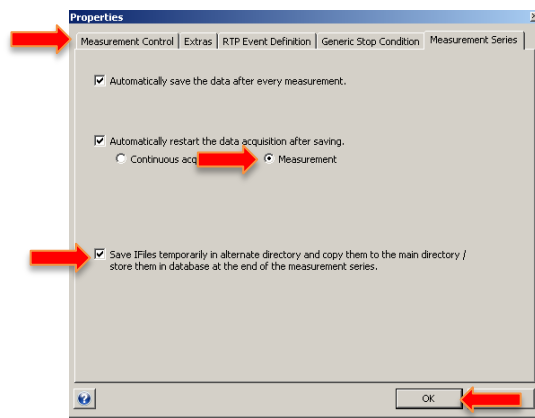 Properties
Measurement Control Extras RTP Event Definition Generic Stop Condition Measurement Series
Automatically save the data after every measurement.
Automatically restart the data acquisition after saving.
Continuous Measurement
Save IFiles temporarily in alternate directory and copy them to the main directory /
store them in database at the end of the measurement series.
OK